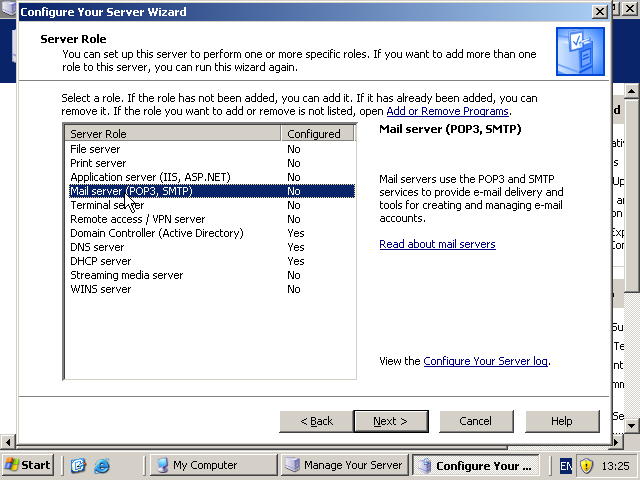 Configure Your Server Wizard
Server Role
You can set up this server to perform one or more specific roles. If you want to add more than one
role to this server, you can run this wizard again.
Select a role. If the role has not been added, you can add it. If it has already been added, you can
remove it. If the role you want to add or remove is not listed, open Add or Remove Programs.
Server Role Configured
File server No
Print server No
Application server (IIS, ASP.NET) No
Mail server (POP3, SMTP) No
Terminal server No
Remote access / VPN server No
Domain Controller (Active Directory) Yes
DNS server Yes
DHCP server Yes
Streaming media server No
WINS server No
Mail server (POP3, SMTP)
Mail servers use the POP3 and SMTP
services to provide e-mail delivery and
tools for creating and managing e-mail
accounts.
Read about mail servers
View the Configure Your Server log.
< Back
Next >
Cancel
Help
Start
My Computer
Manage Your Server
Configure Your ...
EN
13:25